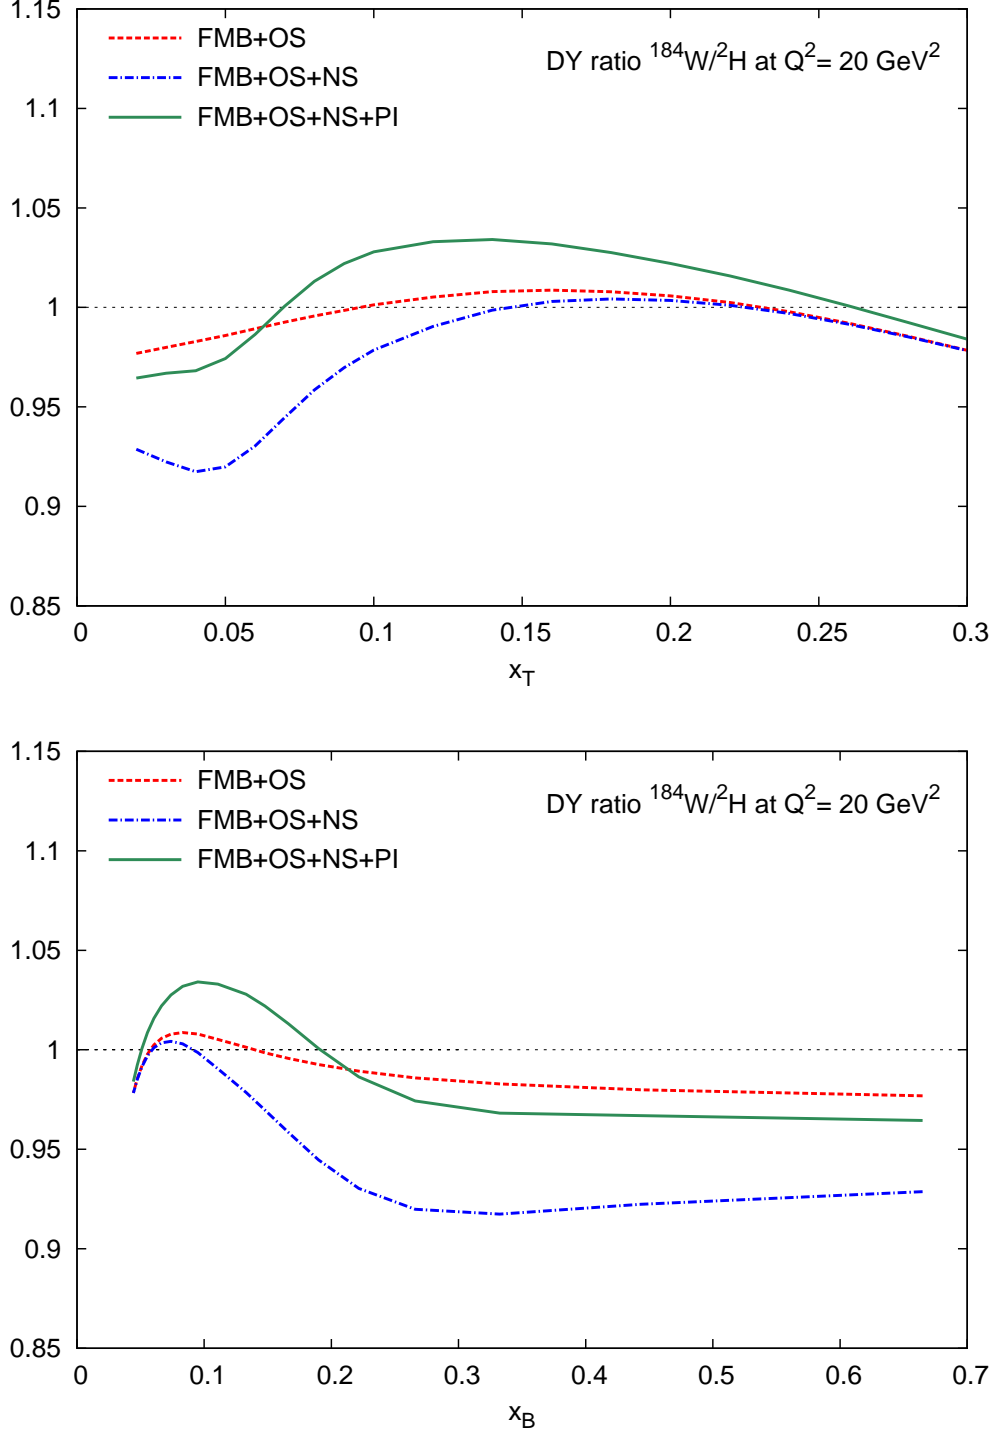 1.15
FMB+OS
DY ratio ¹⁸⁴W/²H at Q²= 20 GeV²
FMB+OS+NS
1.1
FMB+OS+NS+PI
1.05
1
0.95
0.9
0.85
0 0.05 0.1 0.15 0.2 0.25 0.3
x_T
1.15
FMB+OS
DY ratio ¹⁸⁴W/²H at Q²= 20 GeV²
FMB+OS+NS
1.1
FMB+OS+NS+PI
1.05
1
0.95
0.9
0.85
0 0.1 0.2 0.3 0.4 0.5 0.6 0.7
x_B